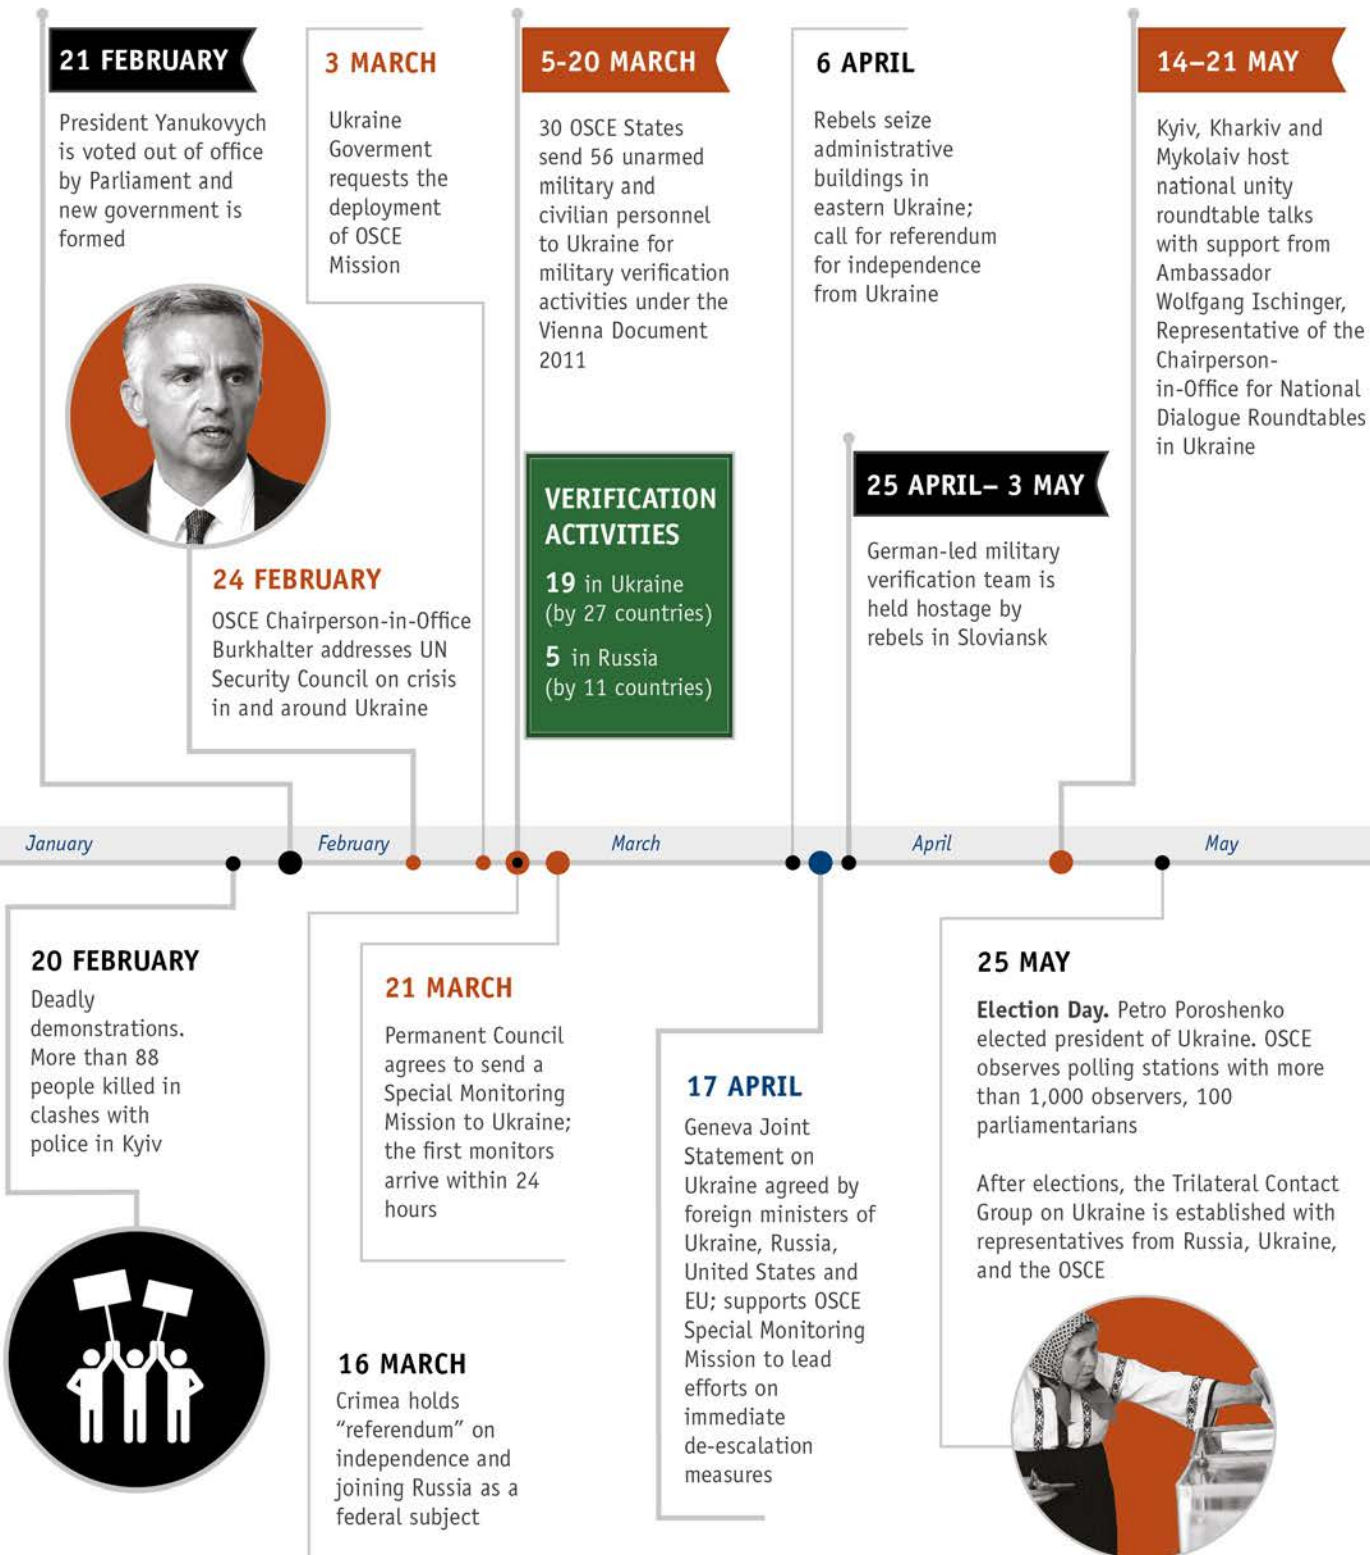 21 FEBRUARY
President Yanukovych
is voted out of office
by Parliament and
new government is
formed
24 FEBRUARY
OSCE Chairperson-in-Office
Burkhalter addresses UN
Security Council on crisis
in and around Ukraine
3 MARCH
Ukraine
Goverment
requests the
deployment
of OSCE
Mission
5-20 MARCH
30 OSCE States
send 56 unarmed
military and
civilian personnel
to Ukraine for
military verification
activities under the
Vienna Document
2011
VERIFICATION
ACTIVITIES
19 in Ukraine
(by 27 countries)
5 in Russia
(by 11 countries)
6 APRIL
Rebels seize
administrative
buildings in
eastern Ukraine;
call for referendum
for independence
from Ukraine
25 APRIL– 3 MAY
German-led military
verification team is
held hostage by
rebels in Sloviansk
14–21 MAY
Kyiv, Kharkiv and
Mykolaiv host
national unity
roundtable talks
with support from
Ambassador
Wolfgang Ischinger,
Representative of the
Chairperson-
in-Office for National
Dialogue Roundtables
in Ukraine
January
February
March
April
May
20 FEBRUARY
Deadly
demonstrations.
More than 88
people killed in
clashes with
police in Kyiv
16 MARCH
Crimea holds
“referendum” on
independence and
joining Russia as a
federal subject
21 MARCH
Permanent Council
agrees to send a
Special Monitoring
Mission to Ukraine;
the first monitors
arrive within 24
hours
17 APRIL
Geneva Joint
Statement on
Ukraine agreed by
foreign ministers of
Ukraine, Russia,
United States and
EU; supports OSCE
Special Monitoring
Mission to lead
efforts on
immediate
de-escalation
measures
25 MAY
Election Day. Petro Poroshenko
elected president of Ukraine. OSCE
observes polling stations with more
than 1,000 observers, 100
parliamentarians
After elections, the Trilateral Contact
Group on Ukraine is established with
representatives from Russia, Ukraine,
and the OSCE